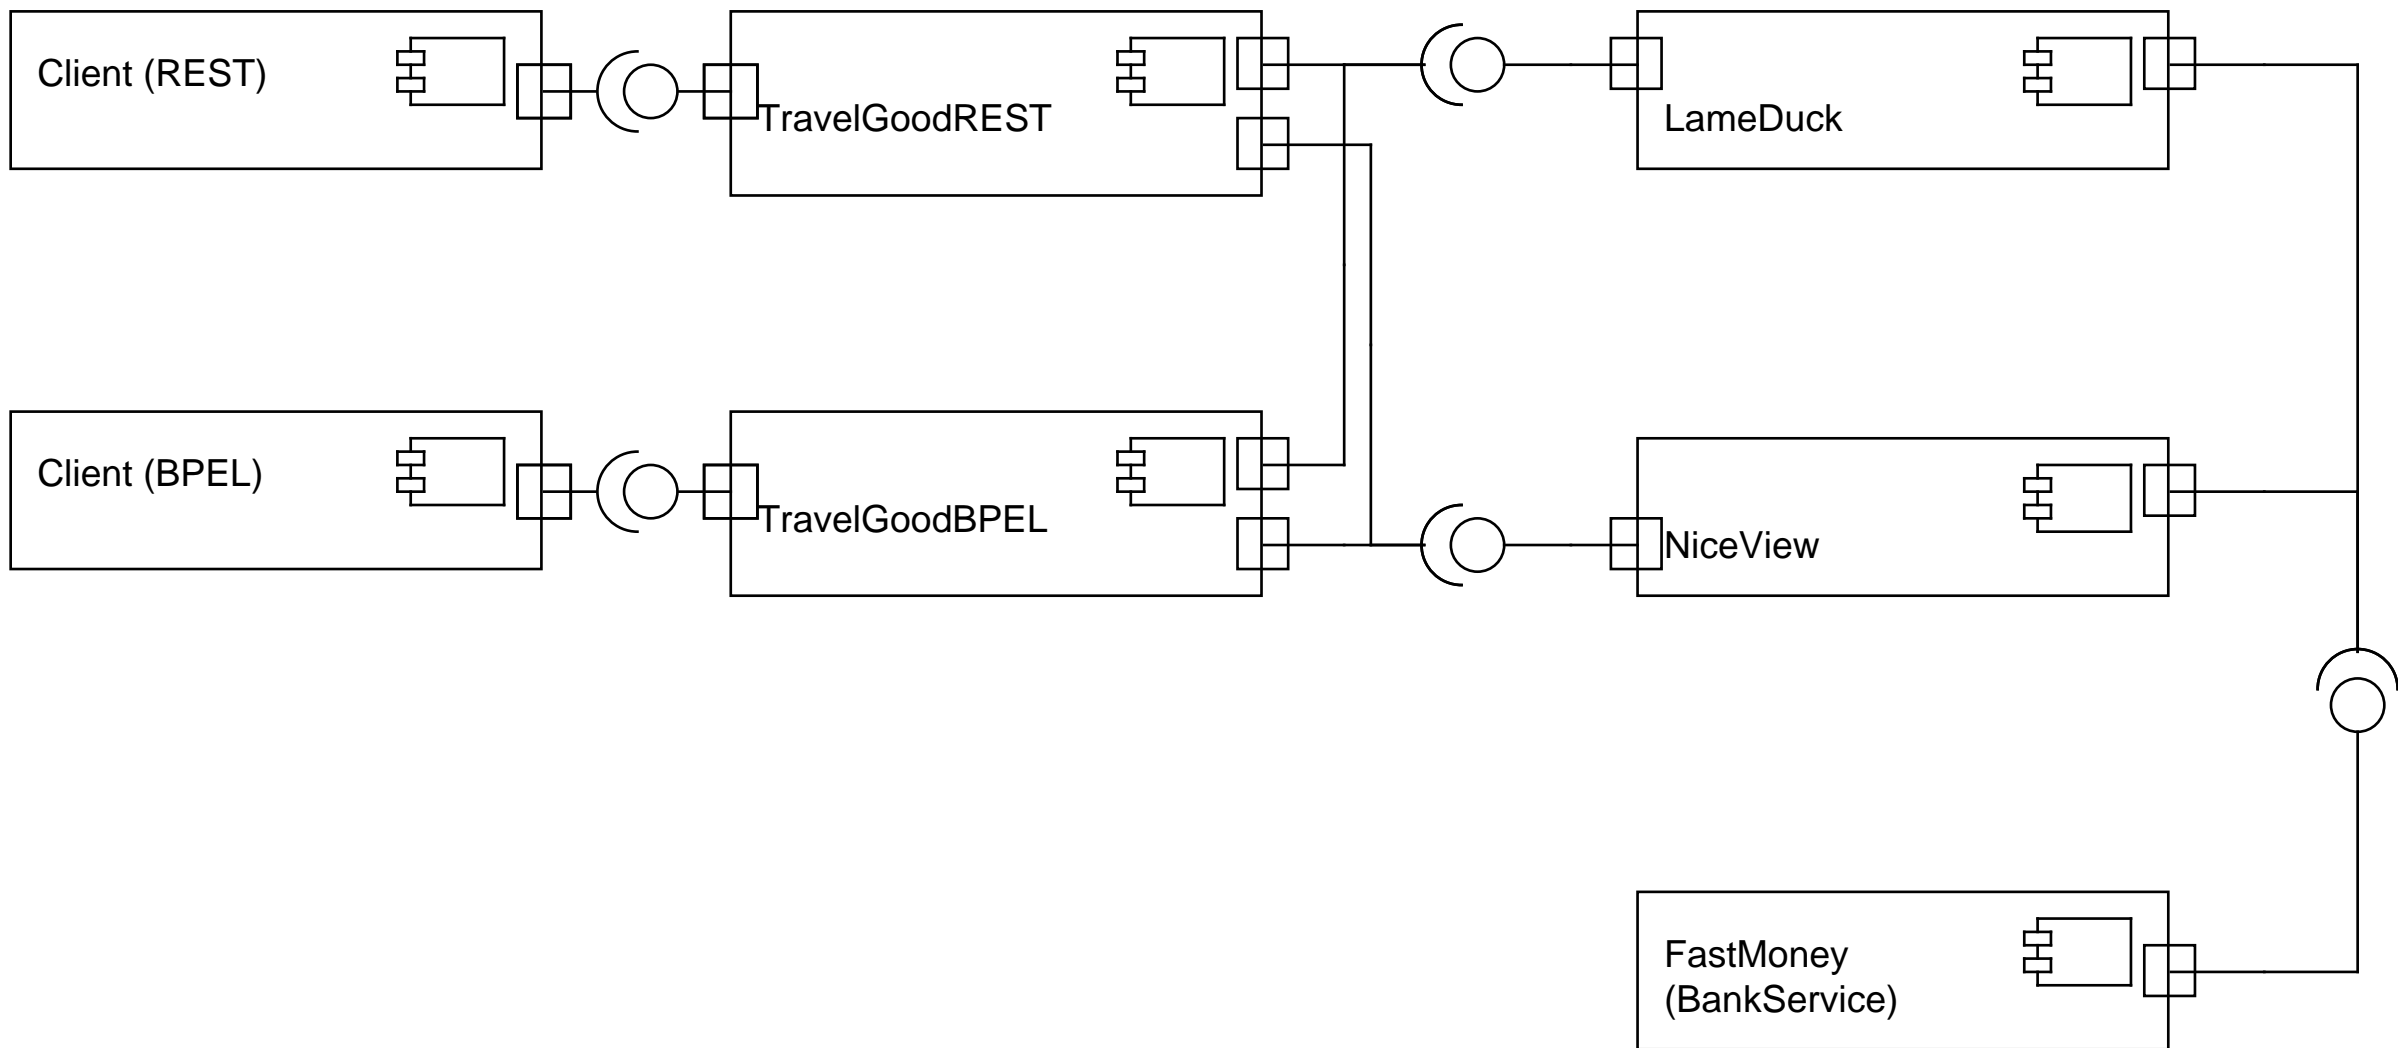 Client (REST)
TravelGoodREST
LameDuck
Client (BPEL)
TravelGoodBPEL
NiceView
FastMoney
(BankService)